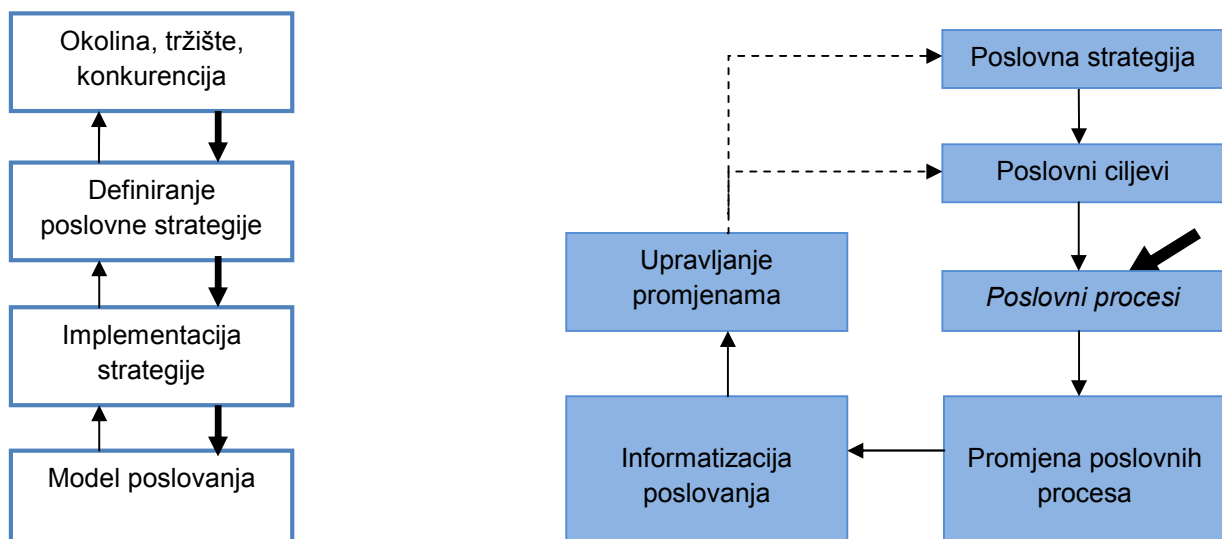 Okolina, tržište,
konkurencija
Definiranje
poslovne strategije
Implementacija
strategije
Model poslovanja
Poslovna strategija
Poslovni ciljevi
Upravljanje
promjenama
Poslovni procesi
Informatizacija
poslovanja
Promjena poslovnih
procesa